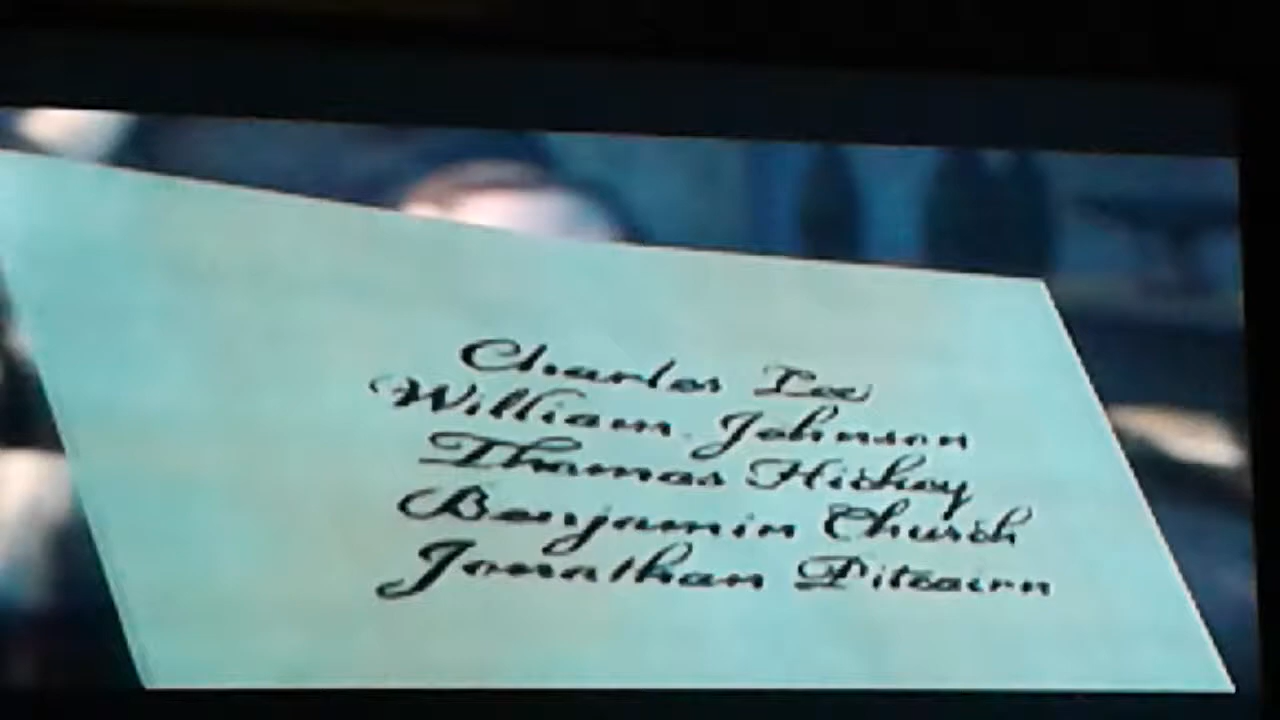 Charles Lee
William Johnson
Thomas Hickey
Benjamin Church
Jonathan Pitcairn